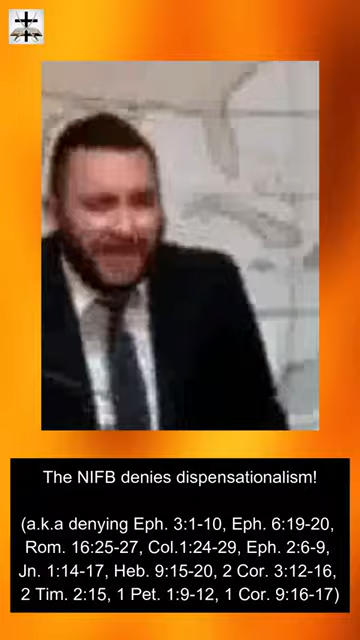 The NIFB denies dispensationalism!
(a.k.a denying Eph. 3:1-10, Eph. 6:19-20,
Rom. 16:25-27, Col.1:24-29, Eph. 2:6-9,
Jn. 1:14-17, Heb. 9:15-20, 2 Cor. 3:12-16,
2 Tim. 2:15, 1 Pet. 1:9-12, 1 Cor. 9:16-17)